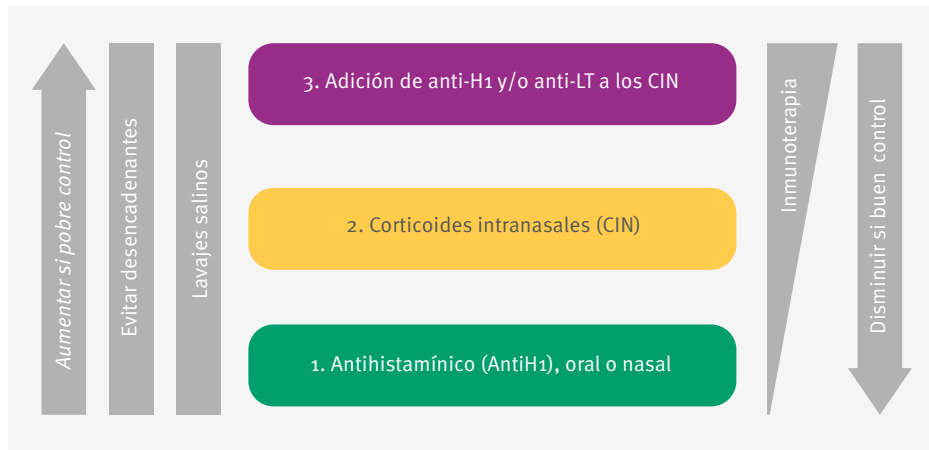 Aumentar si pobre control
Evitar desencadenantes
Lavajes salinos
3. Adición de anti-H1 y/o anti-LT a los CIN
2. Corticoides intranasales (CIN)
1. Antihistamínico (AntiH1), oral o nasal
Inmunoterapia
Disminuir si buen control